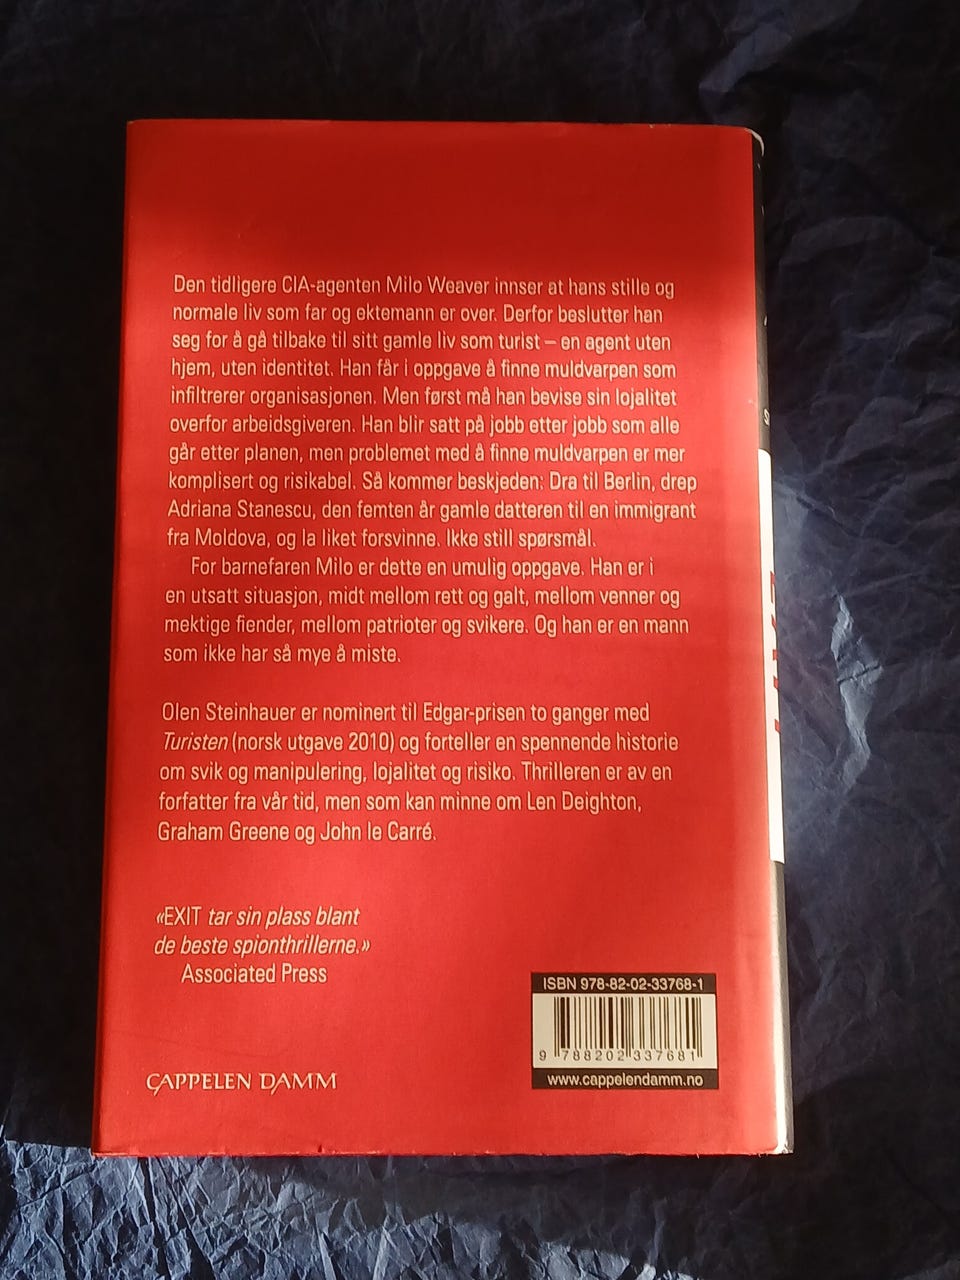 Den tidligere CIA-agenten Milo Weaver innser at hans stille og
normale liv som far og ektemann er over. Derfor beslutter han
seg for å gå tilbake til sitt gamle liv som turist – en agent uten
hjem, uten identitet. Han får i oppgave å finne muldvarpen som
infiltrerer organisasjonen. Men først må han bevise sin lojalitet
overfor arbeidsgiveren. Han blir satt på jobb etter jobb som alle
går etter planen, men problemet med å finne muldvarpen er mer
komplisert og risikabel. Så kommer beskjeden: Dra til Berlin, drep
Adriana Stanescu, den femten år gamle datteren til en immigrant
fra Moldova, og la liket forsvinne. Ikke still spørsmål.
For barnefaren Milo er dette en umulig oppgave. Han er i
en utsatt situasjon, midt mellom rett og galt, mellom venner og
mektige fiender, mellom patrioter og svikere. Og han er en mann
som ikke har så mye å miste.
Olen Steinhauer er nominert til Edgar-prisen to ganger med
Turisten (norsk utgave 2010) og forteller en spennende historie
om svik og manipulering, lojalitet og risiko. Thrilleren er av en
forfatter fra vår tid, men som kan minne om Len Deighton,
Graham Greene og John le Carré.
«EXIT tar sin plass blant
de beste spionthrillerne.»
Associated Press
ISBN 978-82-02-33768-1
9 788202 337681
www.cappelendamm.no
CAPPELEN DAMM